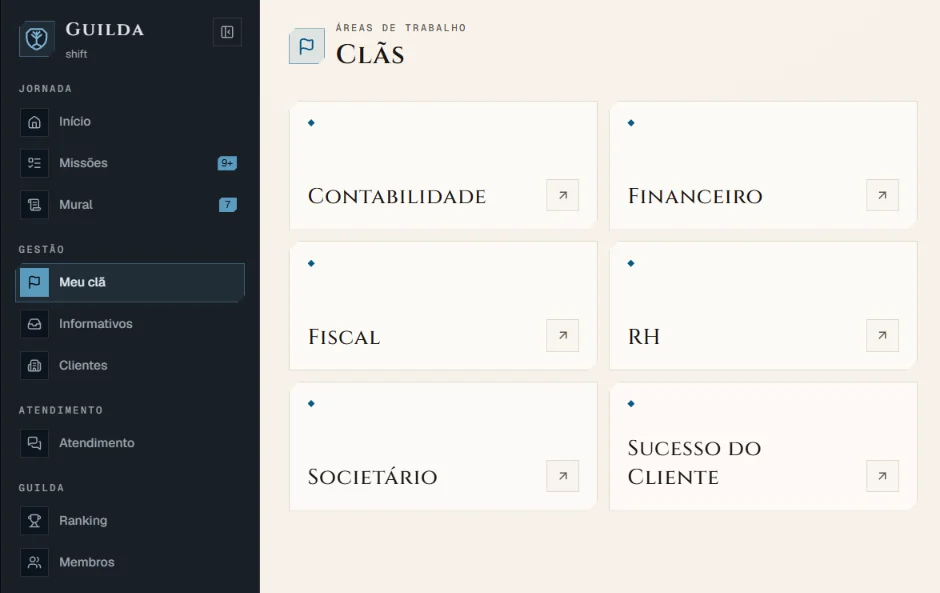 Guilda
shift
JORNADA
Início
Missões
9+
Mural
7
GESTÃO
Meu clã
Informativos
Clientes
ATENDIMENTO
Atendimento
GUILDA
Ranking
Membros
ÁREAS DE TRABALHO
Clãs
Contabilidade
Financeiro
Fiscal
RH
Societário
Sucesso do
Cliente